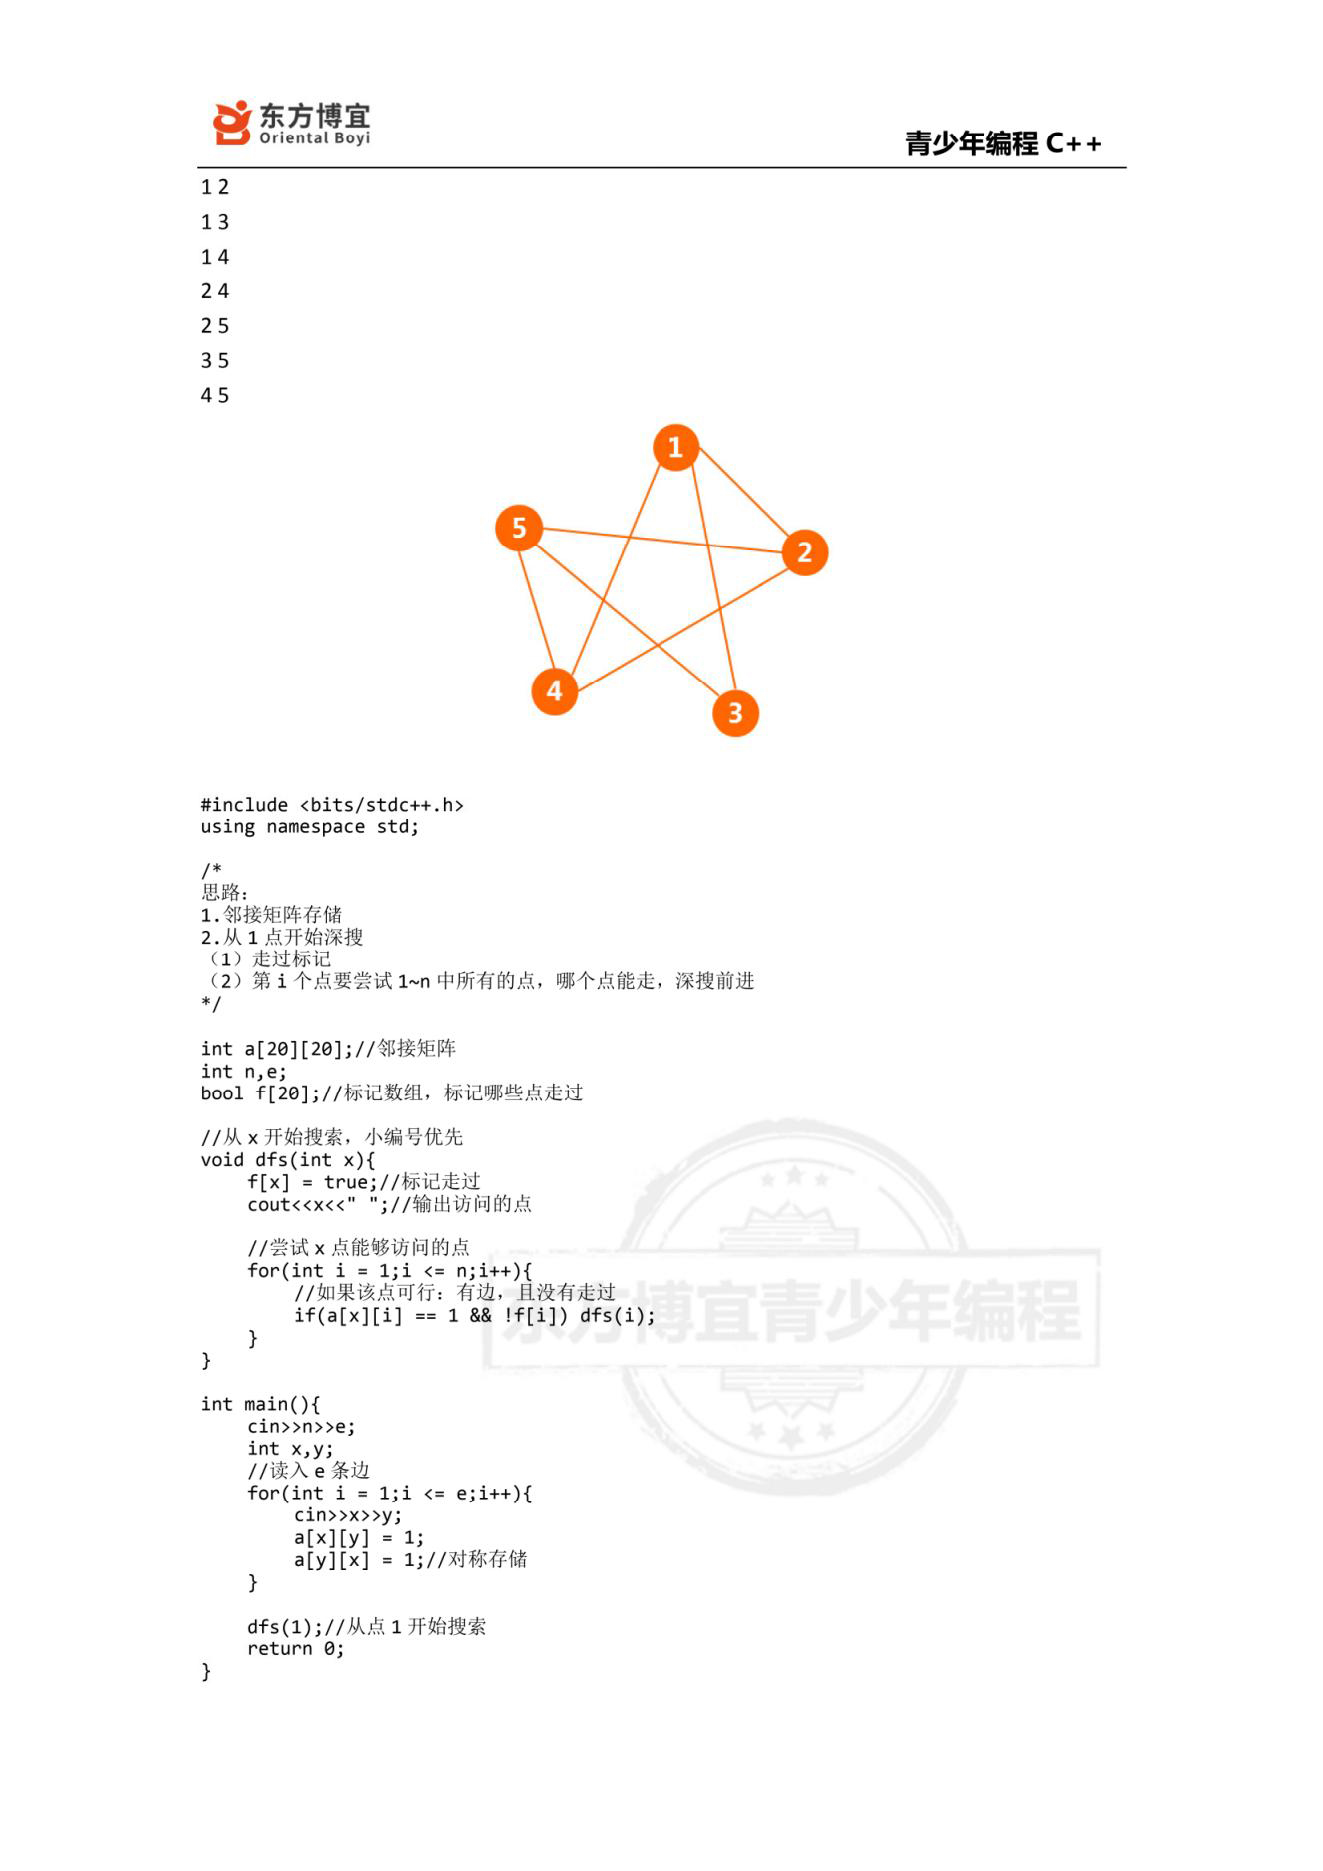 东方博宜
Oriental Boyi
青少年编程 C++
1 2
1 3
1 4
2 4
2 5
3 5
4 5
1
5
2
4
3
#include <bits/stdc++.h>
using namespace std;
/*
思路：
1.邻接矩阵存储
2.从 1 点开始深搜
（1）走过标记
（2）第 i 个点要尝试 1~n 中所有的点，哪个点能走，深搜前进
*/
int a[20][20];//邻接矩阵
int n,e;
bool f[20];//标记数组，标记哪些点走过
//从 x 开始搜索，小编号优先
void dfs(int x){
f[x] = true;//标记走过
cout<<x<<" ";//输出访问的点
//尝试 x 点能够访问的点
for(int i = 1;i <= n;i++){
//如果该点可行：有边，且没有走过
if(a[x][i] == 1 && !f[i]) dfs(i);
}
}
东方博宜青少年编程
int main(){
cin>>n>>e;
int x,y;
//读入 e 条边
for(int i = 1;i <= e;i++){
cin>>x>>y;
a[x][y] = 1;
a[y][x] = 1;//对称存储
}
dfs(1);//从点 1 开始搜索
return 0;
}